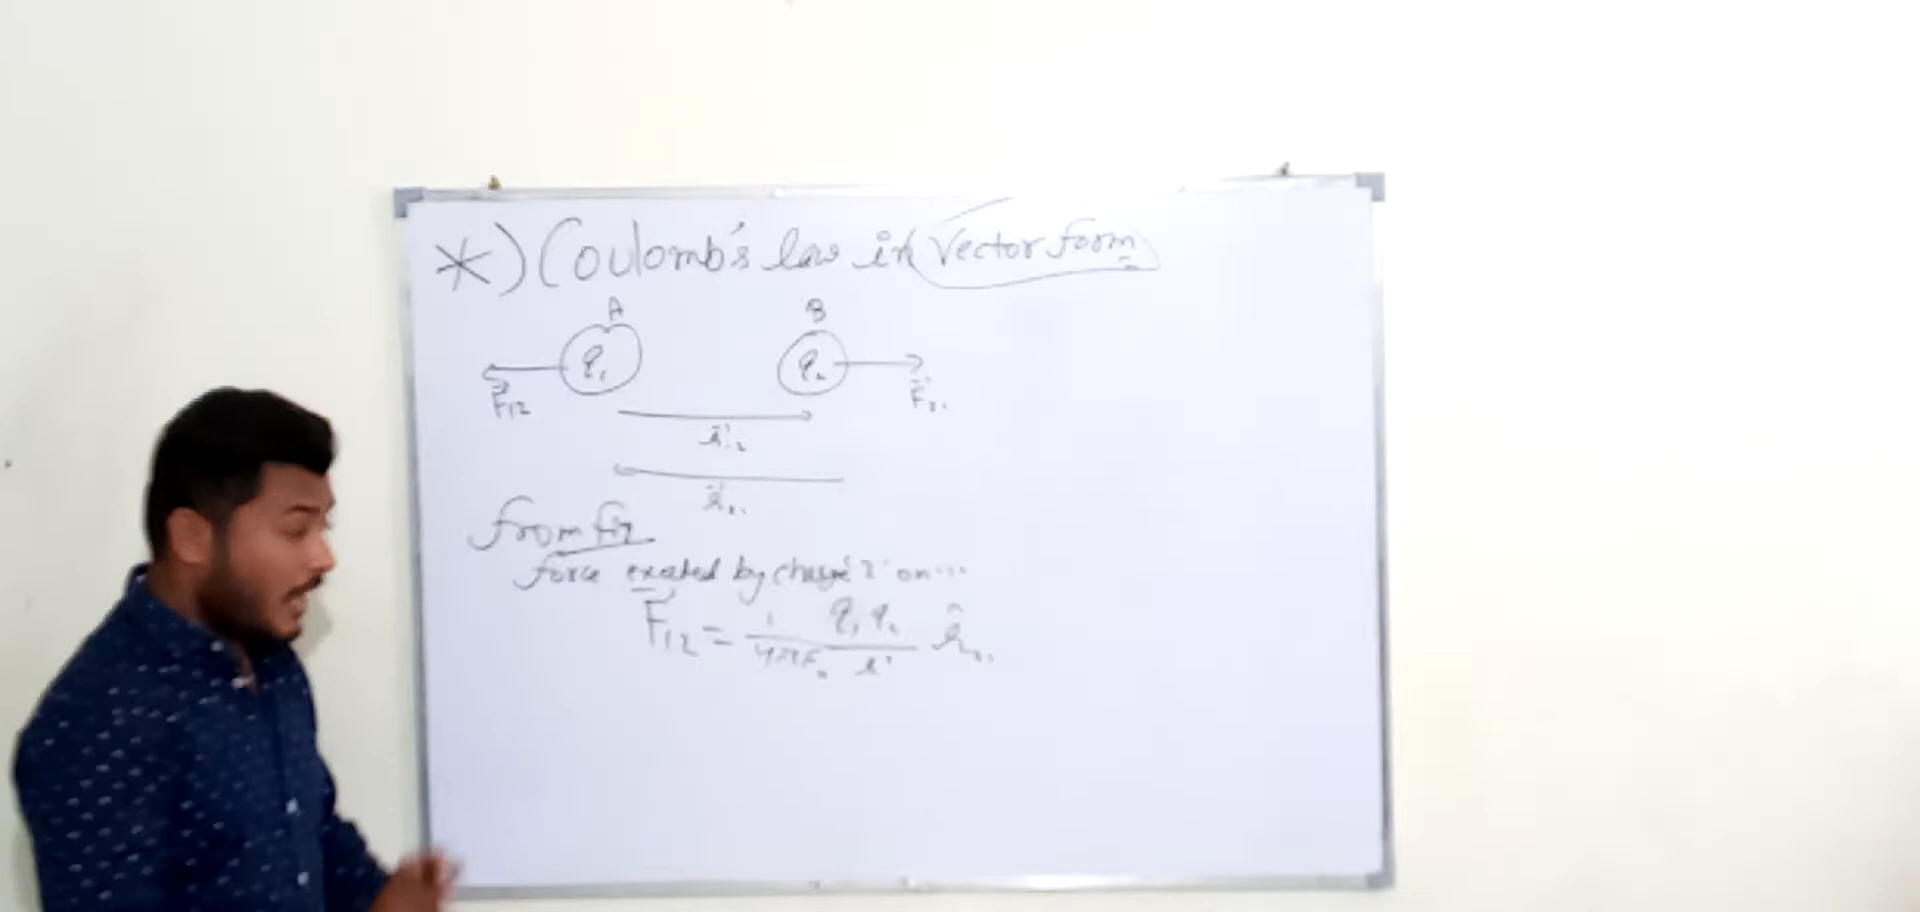 *) Coulomb's law in vector form
A B
q₁ q₂
F₁₂ F₂₁
r₁₂
r₂₁
from fig
force exerted by charge 2 on ...
F₁₂ = 1/4πε₀ q₁q₂/r² r̂₂₁